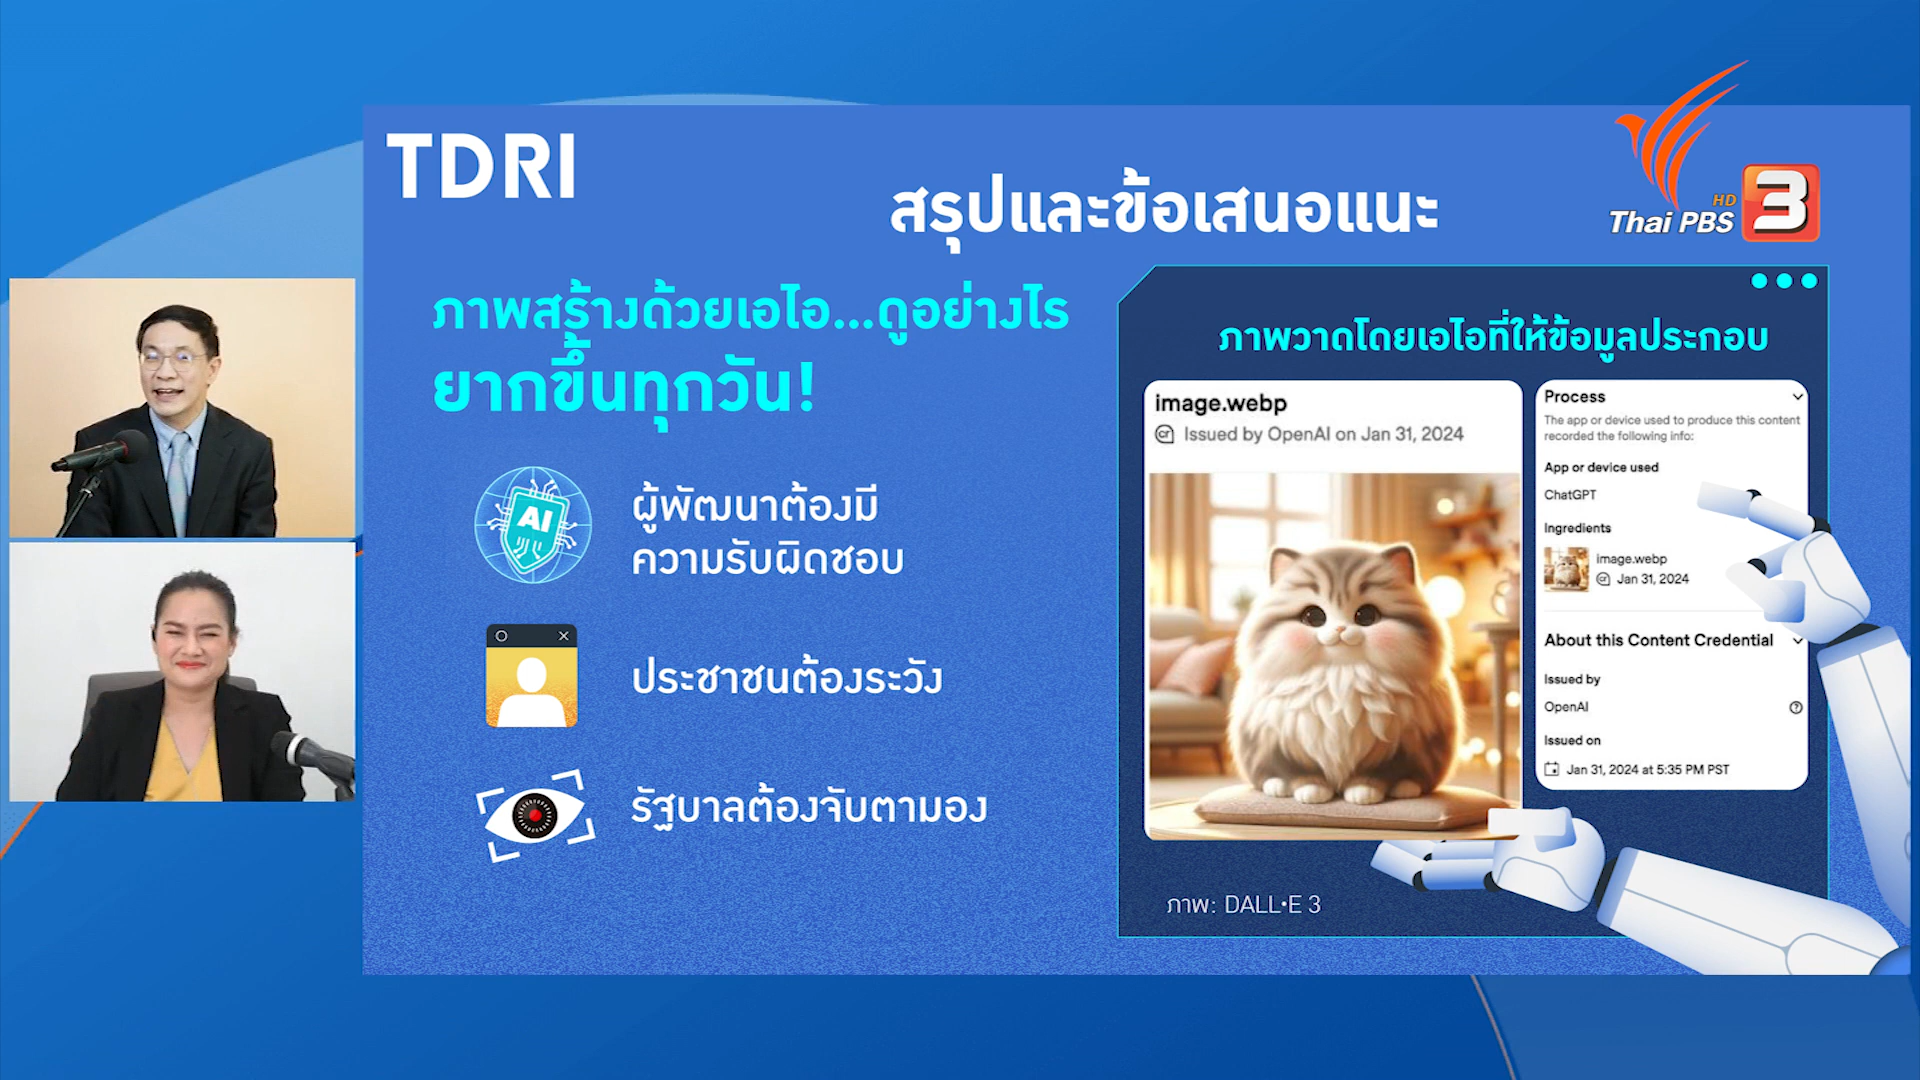 TDRI
สรุปและข้อเสนอแนะ
HD
Thai PBS 3
ภาพสร้างด้วยเอไอ...ดูอย่างไร
ยากขึ้นทุกวัน!
AI
ผู้พัฒนาต้องมี
ความรับผิดชอบ
ประชาชนต้องระวัง
รัฐบาลต้องจับตามอง
ภาพวาดโดยเอไอที่ให้ข้อมูลประกอบ
image.webp
cr Issued by OpenAI on Jan 31, 2024
Process
The app or device used to produce this content
recorded the following info:
App or device used
ChatGPT
Ingredients
image.webp
cr Jan 31, 2024
About this Content Credential
Issued by
OpenAI
Issued on
Jan 31, 2024 at 5:35 PM PST
ภาพ: DALL•E 3